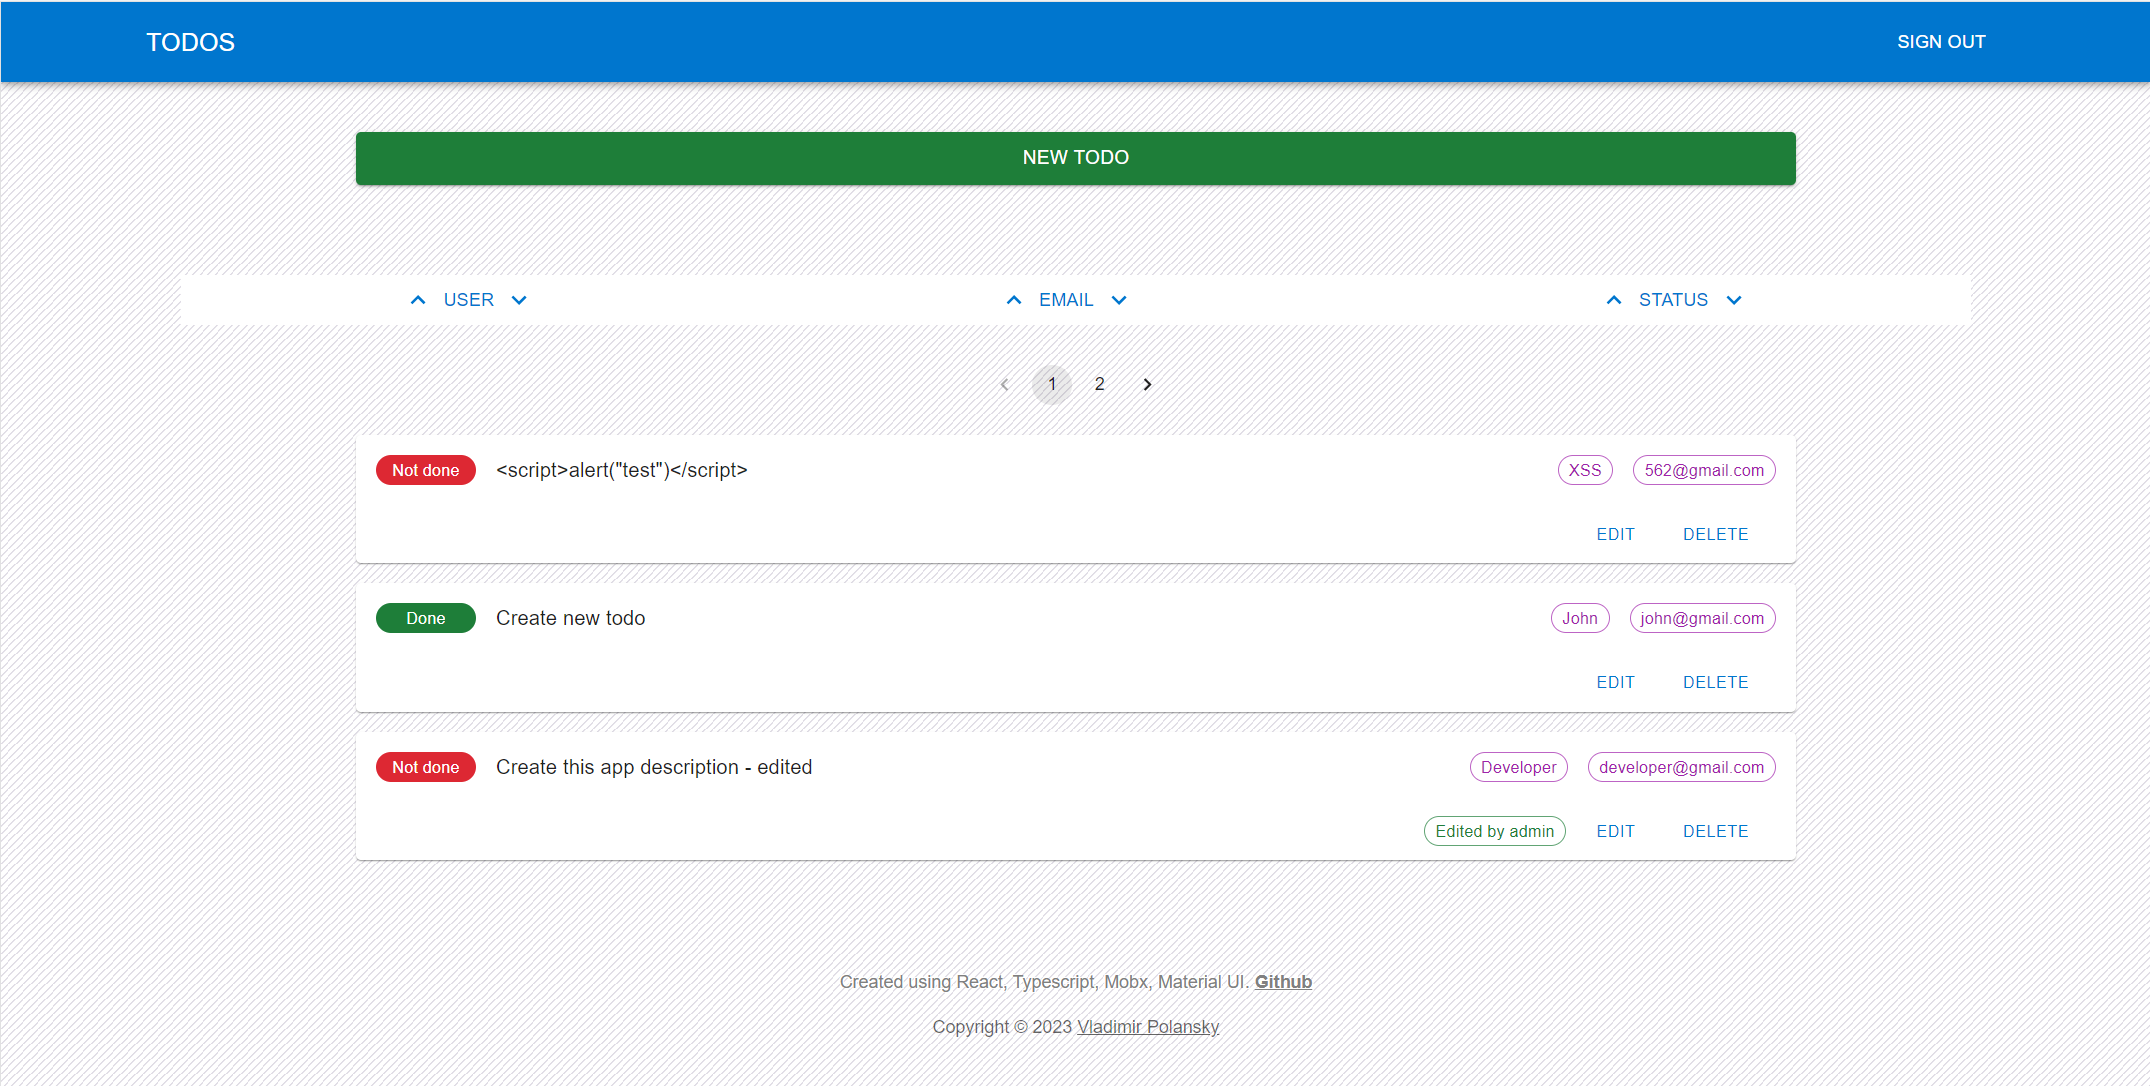 TODOS SIGN OUT
NEW TODO
USER EMAIL STATUS
1 2
Not done <script>alert("test")</script> XSS 562@gmail.com
EDIT DELETE
Done Create new todo John john@gmail.com
EDIT DELETE
Not done Create this app description - edited Developer developer@gmail.com
Edited by admin EDIT DELETE
Created using React, Typescript, Mobx, Material UI. Github
Copyright © 2023 Vladimir Polansky